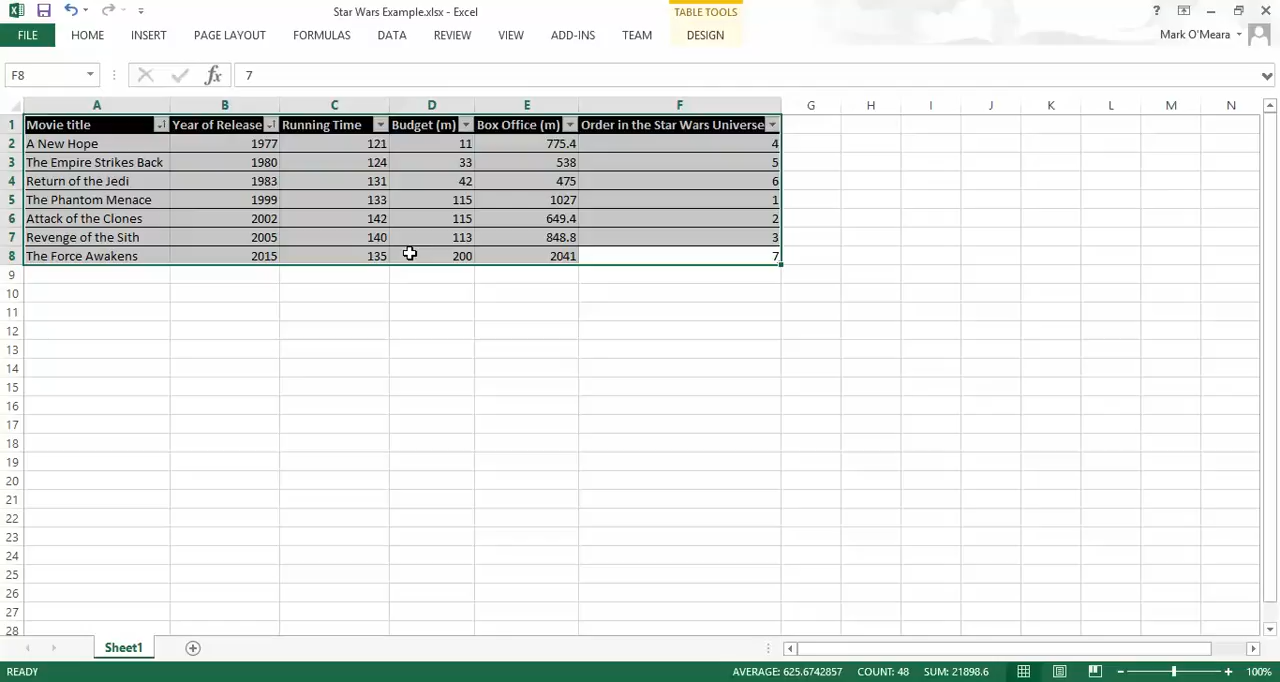 Star Wars Example.xlsx - Excel
TABLE TOOLS
?
FILE HOME INSERT PAGE LAYOUT FORMULAS DATA REVIEW VIEW ADD-INS TEAM DESIGN
Mark O'Meara
F8 fx 7
A B C D E F G H I J K L M N
1 Movie title Year of Release Running Time Budget (m) Box Office (m) Order in the Star Wars Universe
2 A New Hope 1977 121 11 775.4 4
3 The Empire Strikes Back 1980 124 33 538 5
4 Return of the Jedi 1983 131 42 475 6
5 The Phantom Menace 1999 133 115 1027 1
6 Attack of the Clones 2002 142 115 649.4 2
7 Revenge of the Sith 2005 140 113 848.8 3
8 The Force Awakens 2015 135 200 2041 7
9
10
11
12
13
14
15
16
17
18
19
20
21
22
23
24
25
26
27
28
Sheet1
READY AVERAGE: 625.6742857 COUNT: 48 SUM: 21898.6 100%